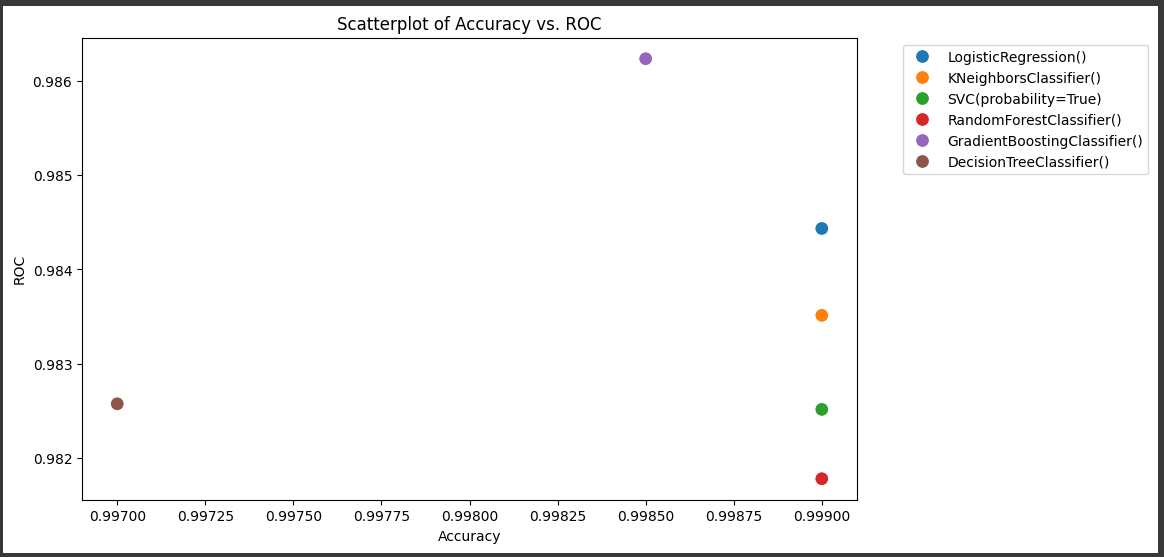 Scatterplot of Accuracy vs. ROC
LogisticRegression()
KNeighborsClassifier()
SVC(probability=True)
RandomForestClassifier()
GradientBoostingClassifier()
DecisionTreeClassifier()
ROC
0.986
0.985
0.984
0.983
0.982
0.99700 0.99725 0.99750 0.99775 0.99800 0.99825 0.99850 0.99875 0.99900
Accuracy